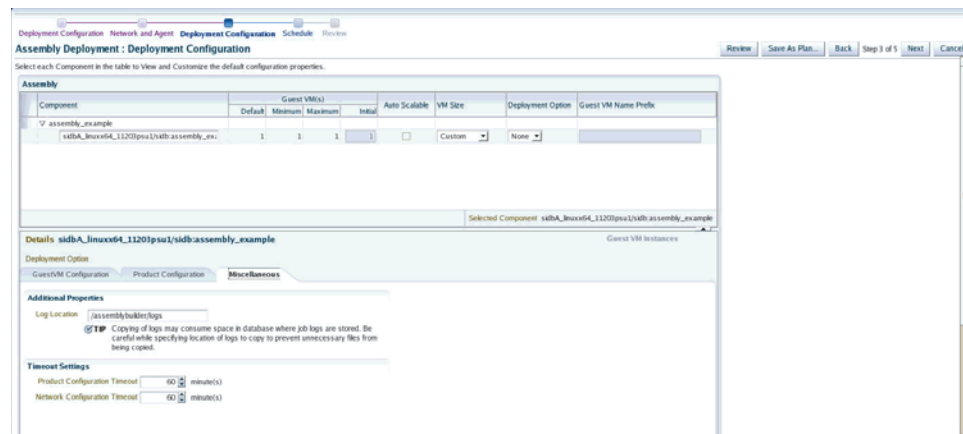 Deployment Configuration Network and Agent Deployment Configuration Schedule Review
Assembly Deployment : Deployment Configuration
Review Save As Plan... Back Step 3 of 5 Next Cancel
Select each Component in the table to View and Customize the default configuration properties.
Assembly
Component Guest VM(s) Auto Scalable VM Size Deployment Option Guest VM Name Prefix
Default Minimum Maximum Initial
assembly_example
sidbA_linuxx64_11203psu1/sidb:assembly_ex 1 1 1 1 Custom None
Selected Component sidbA_linuxx64_11203psu1/sidb:assembly_example
Details sidbA_linuxx64_11203psu1/sidb:assembly_example
Guest VM Instances
Deployment Option
GuestVM Configuration Product Configuration Miscellaneous
Additional Properties
Log Location /assemblybuilder/logs
TIP Copying of logs may consume space in database where job logs are stored. Be
careful while specifying location of logs to copy to prevent unnecessary files from
being copied.
Timeout Settings
Product Configuration Timeout 60 minute(s)
Network Configuration Timeout 60 minute(s)